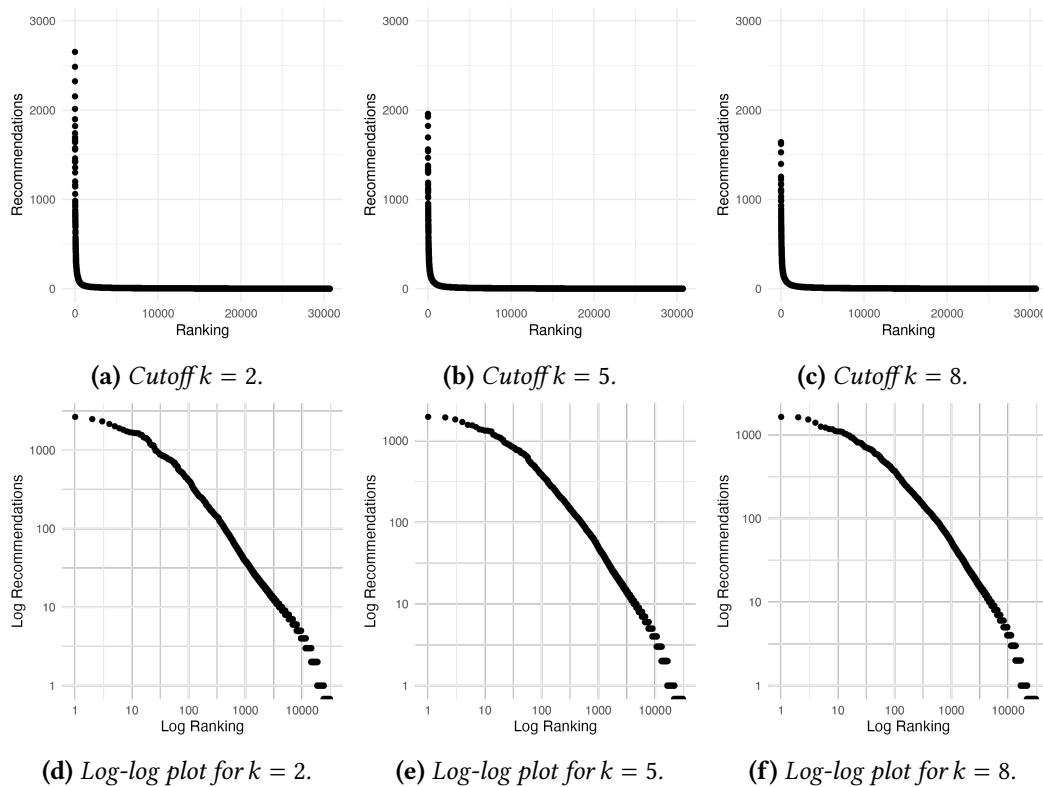 3000 3000 3000
2000 2000 2000
Recommendations Recommendations Recommendations
1000 1000 1000
0 0 0
0 10000 20000 30000 0 10000 20000 30000 0 10000 20000 30000
Ranking Ranking Ranking
(a) Cutoff k = 2. (b) Cutoff k = 5. (c) Cutoff k = 8.
1000 1000 1000
Log Recommendations Log Recommendations Log Recommendations
100 100 100
10 10 10
1 1 1
1 10 100 1000 10000 1 10 100 1000 10000 1 10 100 1000 10000
Log Ranking Log Ranking Log Ranking
(d) Log-log plot for k = 2. (e) Log-log plot for k = 5. (f) Log-log plot for k = 8.